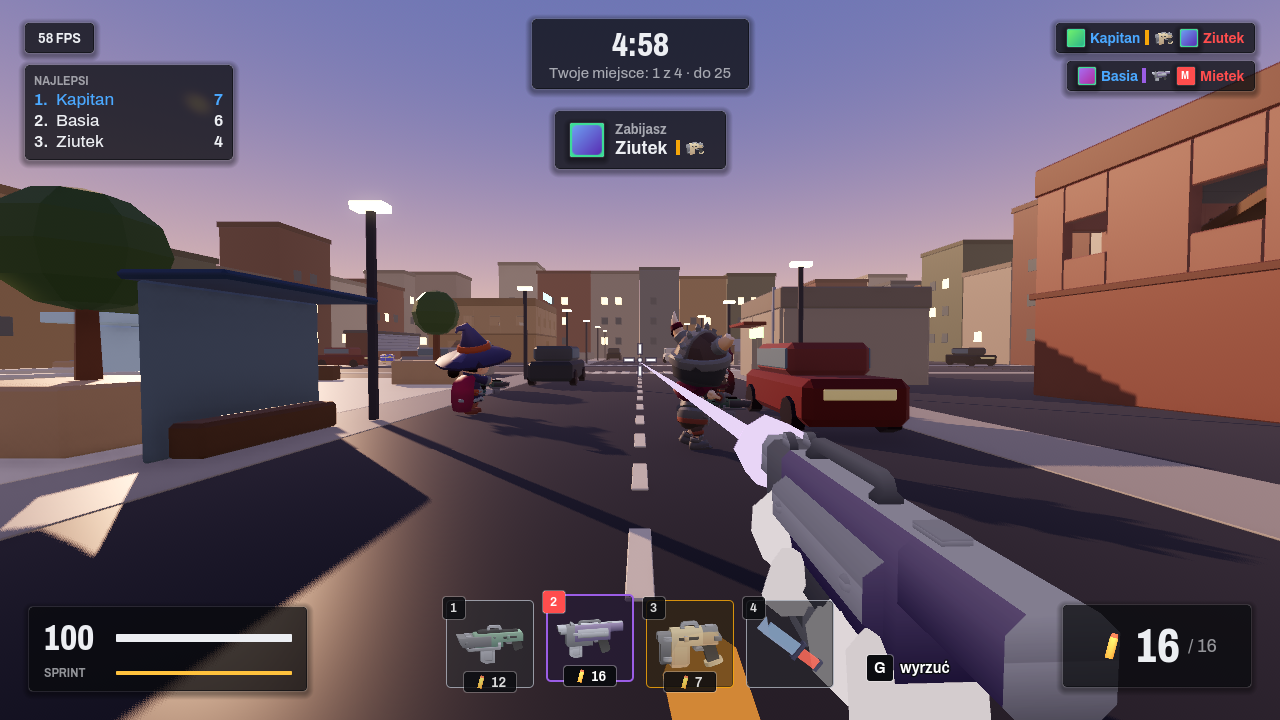 58 FPS
NAJLEPSI
1. Kapitan 7
2. Basia 6
3. Ziutek 4
4:58
Twoje miejsce: 1 z 4 · do 25
Zabijasz
Ziutek
Kapitan Ziutek
Basia M Mietek
100
SPRINT
1
12
2
16
3
7
4
G wyrzuć
16 / 16